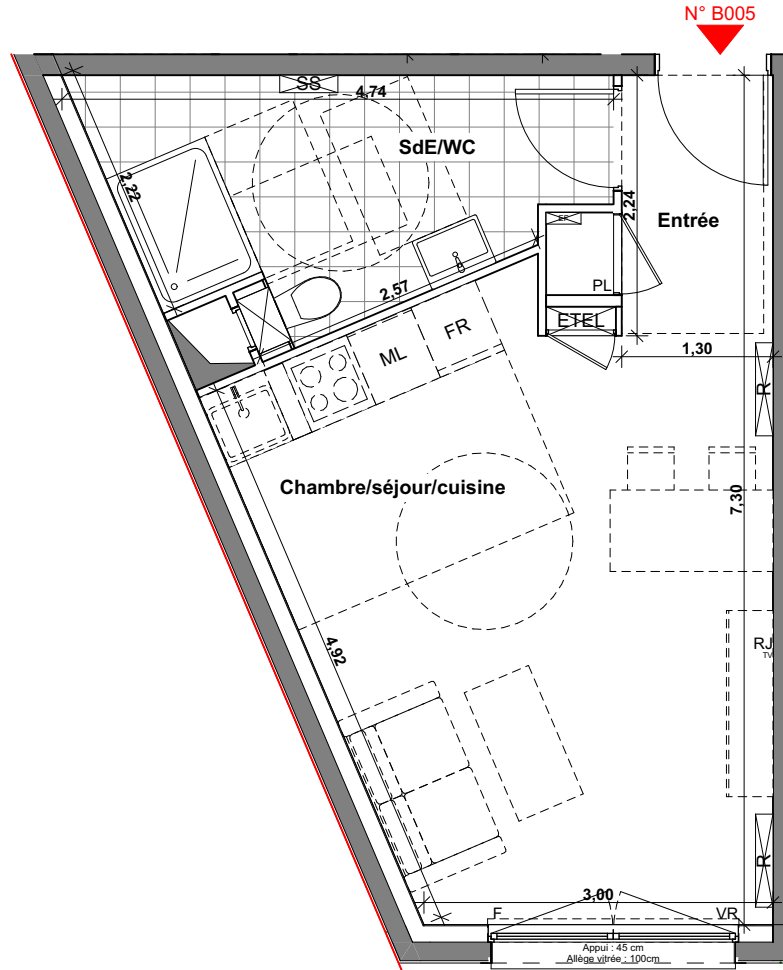 N° B005
SS
4,74
SdE/WC
2,22
2,24
Entrée
EF
PL
2,57
ETEL
FR
ML
1,30
R
Chambre/séjour/cuisine
7,30
4,92
RJ
TV
R
3,00
F
VR
Appui : 45 cm
Allège vitrée : 100cm